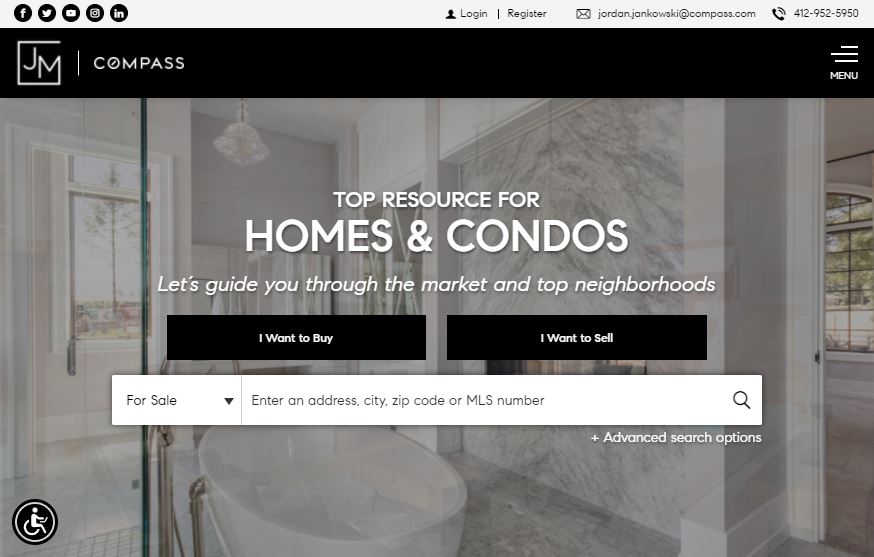 Login | Register
jordan.jankowski@compass.com
412-952-5950
JM
COMPASS
MENU
TOP RESOURCE FOR
HOMES & CONDOS
Let's guide you through the market and top neighborhoods
I Want to Buy
I Want to Sell
For Sale
Enter an address, city, zip code or MLS number
+ Advanced search options